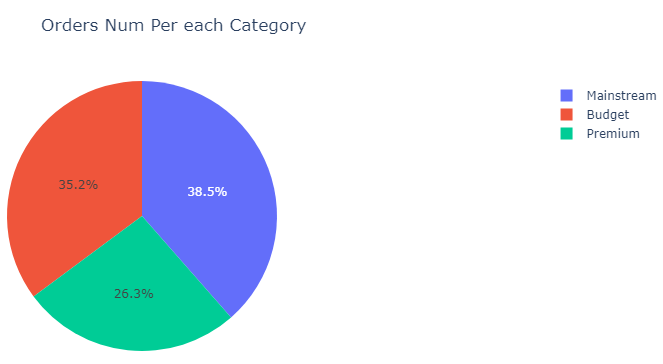 Orders Num Per each Category
Mainstream
Budget
Premium
35.2%
38.5%
26.3%